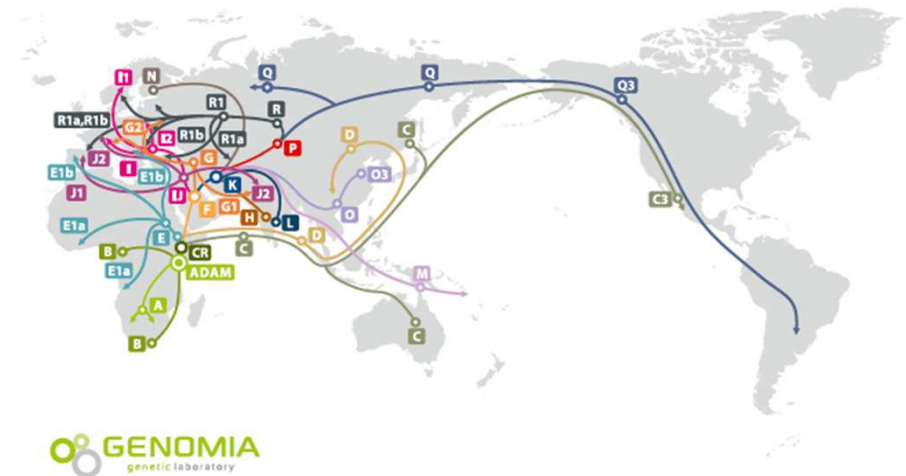 I1
N
Q
Q
Q3
R1
R
R1a,R1b
G2
I2
R1b
R1a
P
D
C
J2
I
G
E1b
E1b
IJ
K
J2
O3
J1
F
G1
H
L
O
C3
E1a
E
D
B
CR
C
E1a
ADAM
M
A
B
C
GENOMIA
genetic laboratory